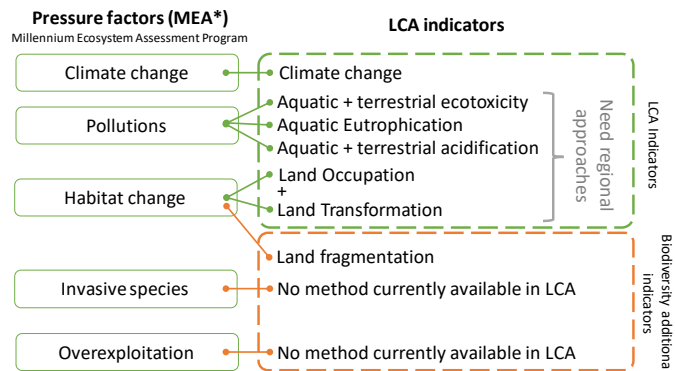 Pressure factors (MEA*)
Millennium Ecosystem Assessment Program
LCA indicators
Climate change
Climate change
Pollutions
Aquatic + terrestrial ecotoxicity
Aquatic Eutrophication
Aquatic + terrestrial acidification
Habitat change
Land Occupation
+
Land Transformation
Need regional
approaches
LCA Indicators
Land fragmentation
Invasive species
No method currently available in LCA
Overexploitation
No method currently available in LCA
Biodiversity additiona
indicators